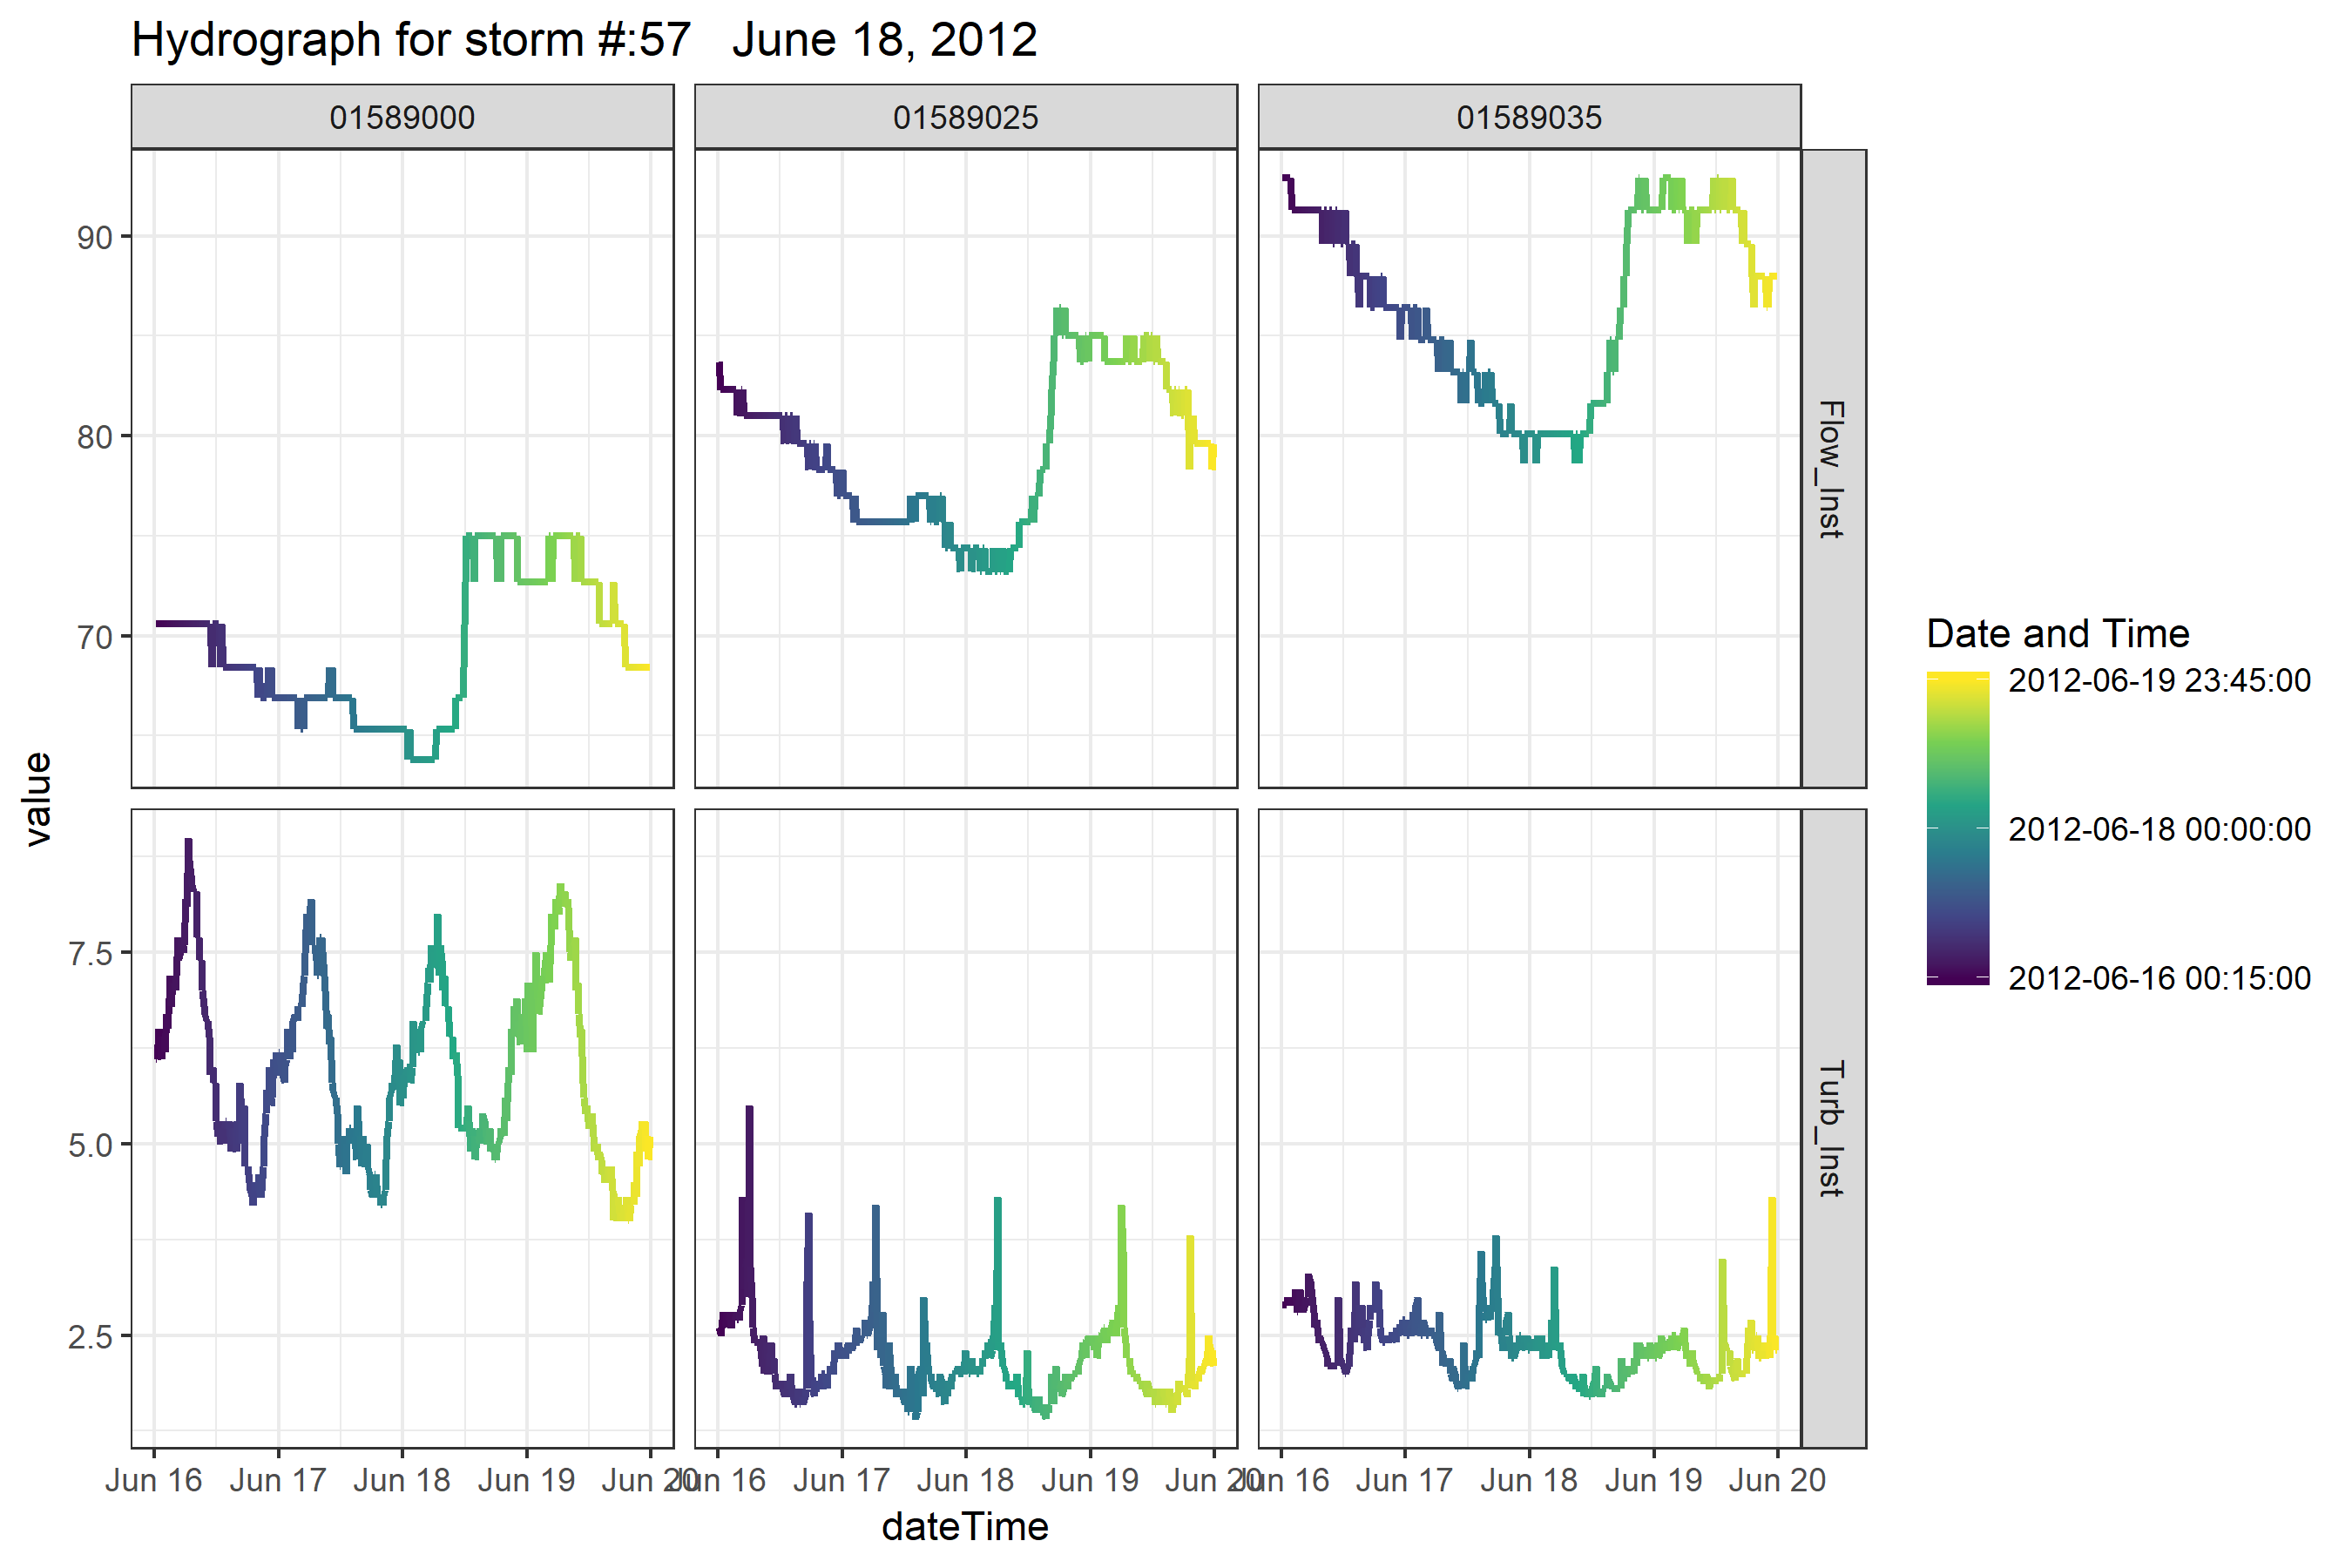 Hydrograph for storm #:57   June 18, 2012
01589000
01589025
01589035
90
80
70
Flow_Inst
value
7.5
5.0
2.5
Turb_Inst
Jun 16
Jun 17
Jun 18
Jun 19
Jun 20
Jun 16
Jun 17
Jun 18
Jun 19
Jun 20
Jun 16
Jun 17
Jun 18
Jun 19
Jun 20
dateTime
Date and Time
2012-06-19 23:45:00
2012-06-18 00:00:00
2012-06-16 00:15:00